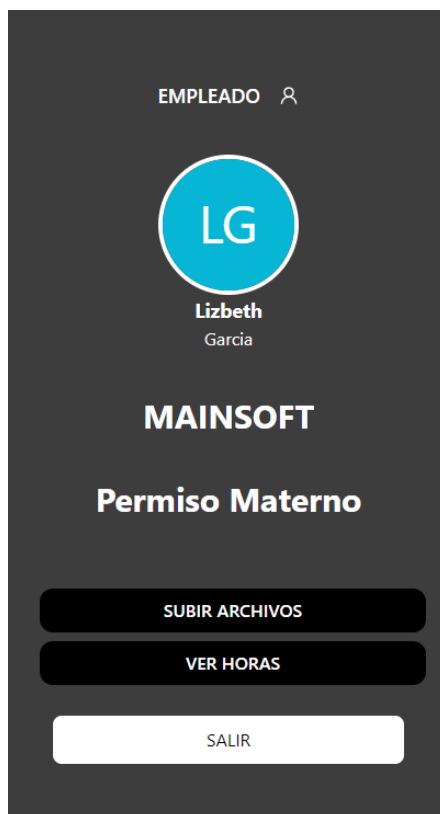 EMPLEADO
LG
Lizbeth
Garcia
MAINSOFT
Permiso Materno
SUBIR ARCHIVOS
VER HORAS
SALIR